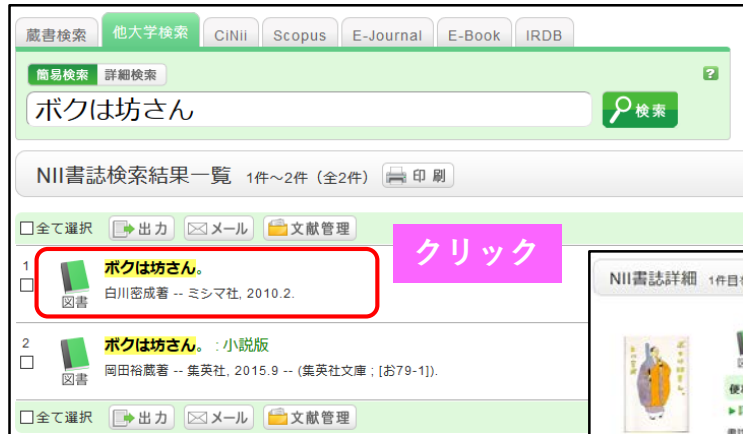 蔵書検索 他大学検索 CiNii Scopus E-Journal E-Book IRDB
簡易検索 詳細検索 ?
ボクは坊さん 検索
NII書誌検索結果一覧 1件～2件（全2件） 印刷
全て選択 出力 メール 文献管理
クリック
1 ボクは坊さん。
図書 白川密成著 -- ミシマ社, 2010.2.
2 ボクは坊さん。 : 小説版
図書 岡田裕蔵著 -- 集英社, 2015.9 -- (集英社文庫 ; [お79-1]).
全て選択 出力 メール 文献管理
NII書誌詳細 1件目